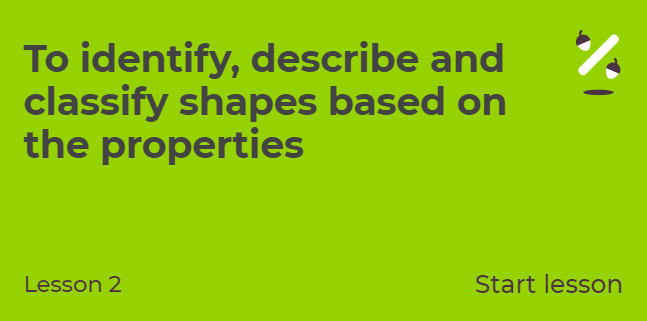 To identify, describe and
classify shapes based on
the properties
Lesson 2
Start lesson